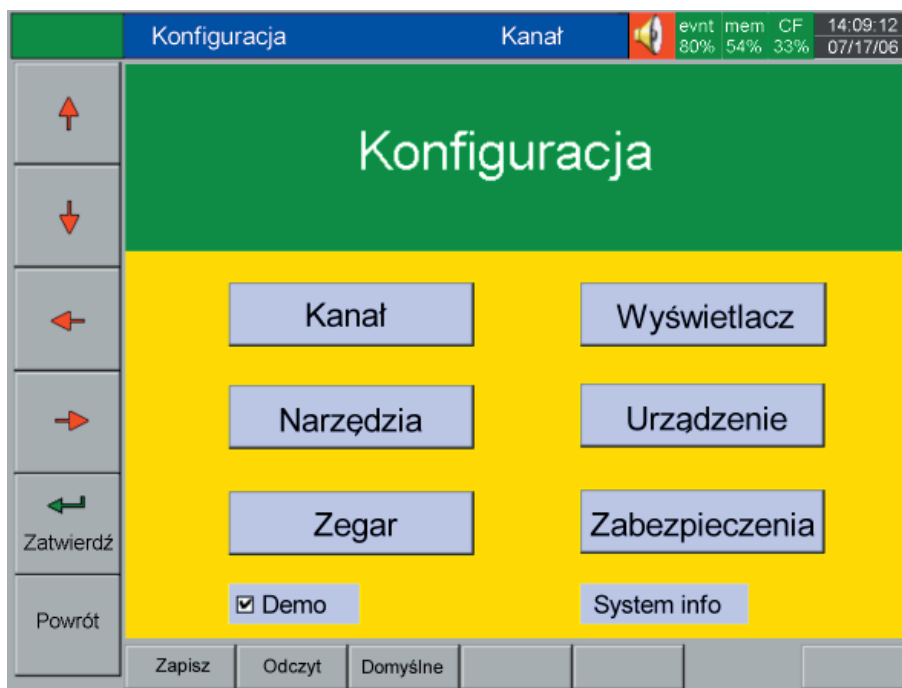 Konfiguracja Kanał evnt mem CF 14:09:12
80% 54% 33% 07/17/06
Konfiguracja
Kanał Wyświetlacz
Narzędzia Urządzenie
Zegar Zabezpieczenia
Zatwierdź
Demo System info
Powrót
Zapisz Odczyt Domyślne